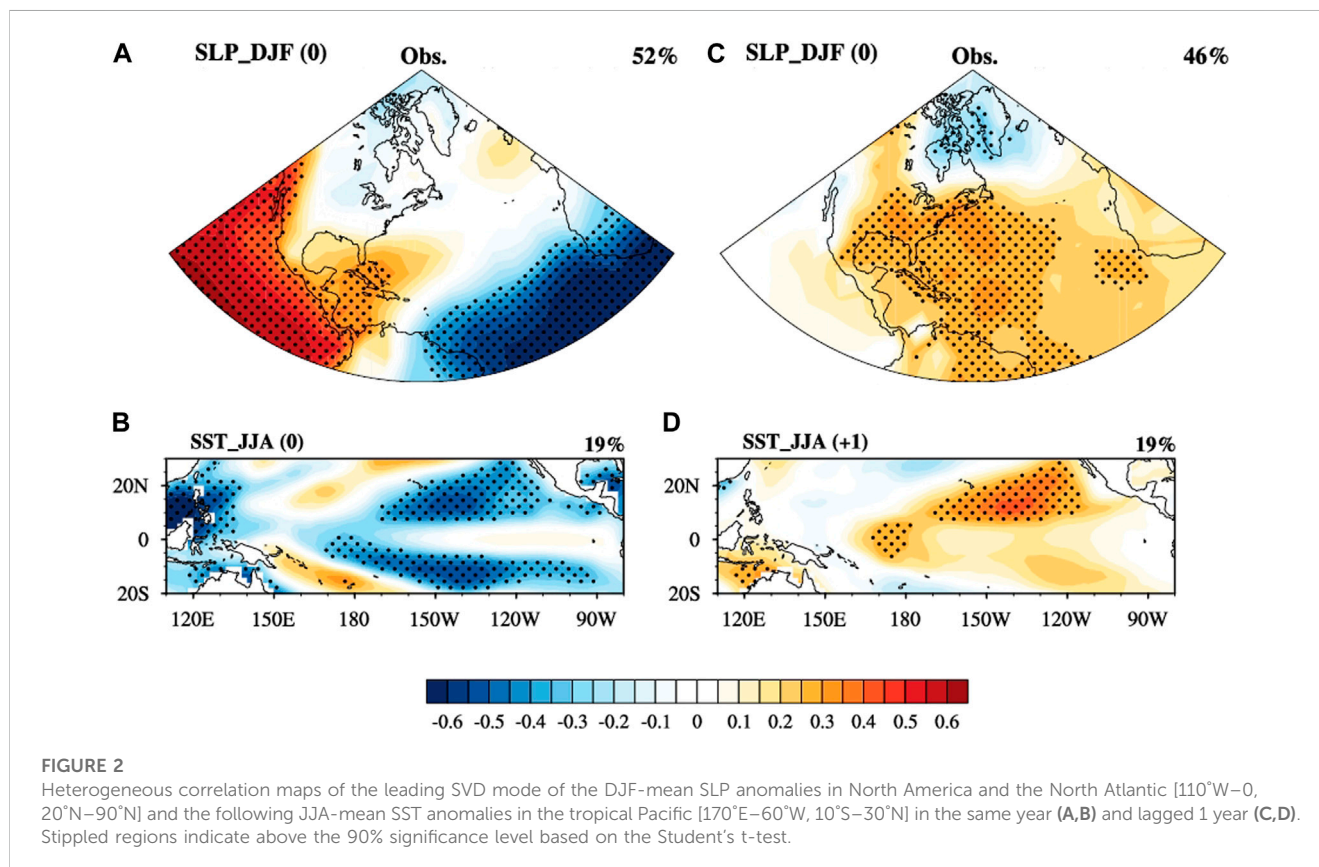 A SLP_DJF (0) Obs. 52%
C SLP_DJF (0) Obs. 46%
B SST_JJA (0) 19%
20N
0
20S
120E 150E 180 150W 120W 90W
D SST_JJA (+1) 19%
20N
0
20S
120E 150E 180 150W 120W 90W
-0.6 -0.5 -0.4 -0.3 -0.2 -0.1 0 0.1 0.2 0.3 0.4 0.5 0.6
FIGURE 2
Heterogeneous correlation maps of the leading SVD mode of the DJF-mean SLP anomalies in North America and the North Atlantic [110°W–0,
20°N–90°N] and the following JJA-mean SST anomalies in the tropical Pacific [170°E–60°W, 10°S–30°N] in the same year (A,B) and lagged 1 year (C,D).
Stippled regions indicate above the 90% significance level based on the Student's t-test.